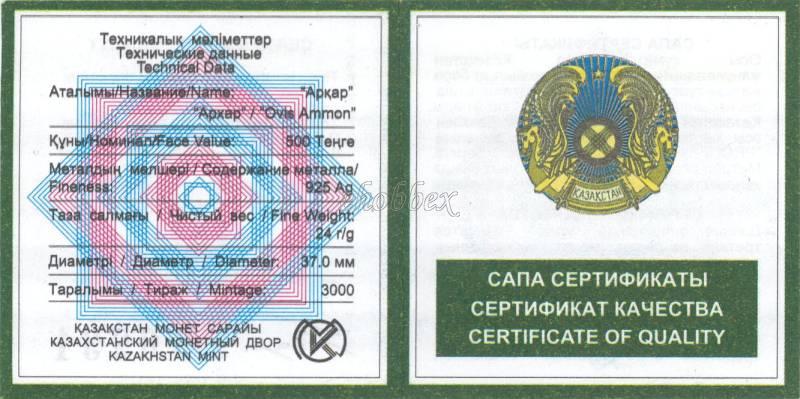 Техникалық мәліметтер
Технические данные
Technical Data
Аталымы/Название/Name: "Арқар"
"Архар" / "Ovis Ammon"
Құны/Номинал/Face Value: 500 Теңге
Металдың мөлшері / Содержание металла/
Fineness: 925 Ag
Таза салмағы / Чистый вес / Fine Weight:
24 г/g
Диаметрі / Диаметр / Diameter: 37.0 мм
Таралымы / Тираж / Mintage: 3000
ҚАЗАҚСТАН МОНЕТ САРАЙЫ
КАЗАХСТАНСКИЙ МОНЕТНЫЙ ДВОР
KAZAKHSTAN MINT
ҚАЗАҚСТАН
САПА СЕРТИФИКАТЫ
СЕРТИФИКАТ КАЧЕСТВА
CERTIFICATE OF QUALITY